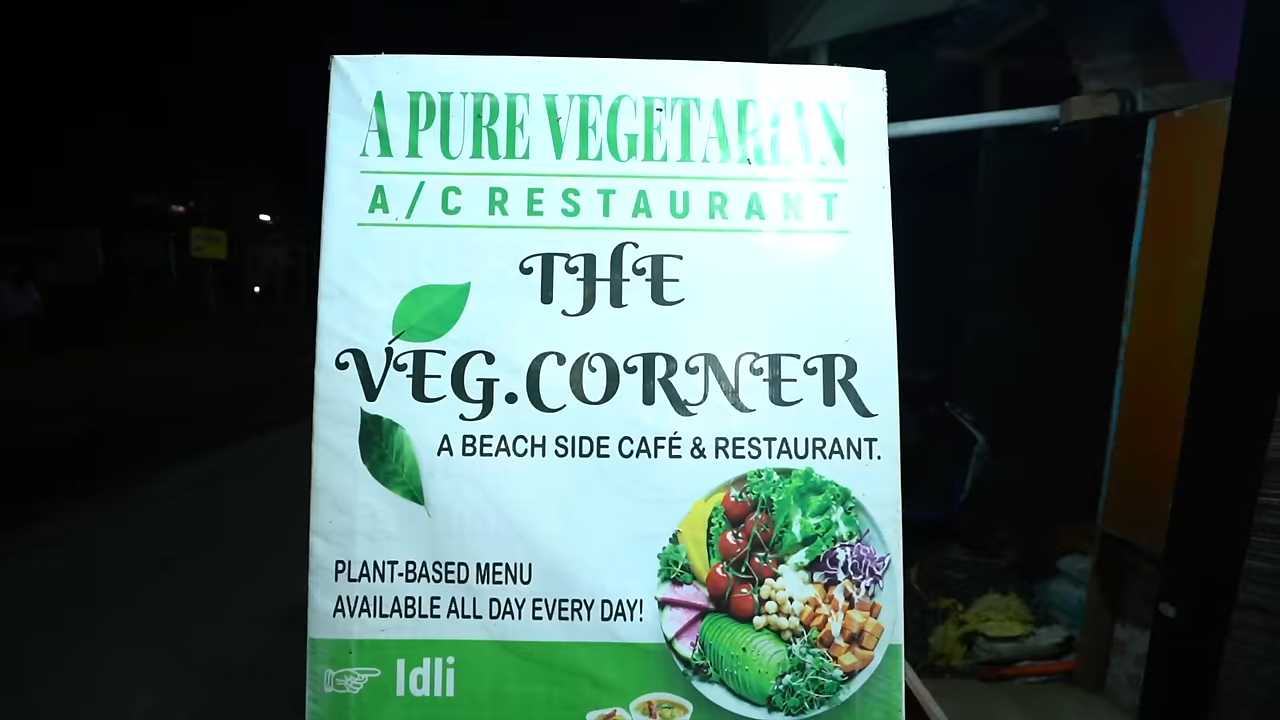 A PURE VEGETARIAN
A/C RESTAURANT
THE
VEG.CORNER
A BEACH SIDE CAFÉ & RESTAURANT.
PLANT-BASED MENU
AVAILABLE ALL DAY EVERY DAY!
Idli